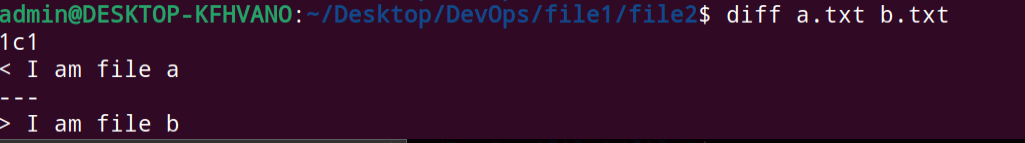 admin@DESKTOP-KFHVANO:~/Desktop/DevOps/file1/file2$ diff a.txt b.txt
1c1
< I am file a
---
> I am file b